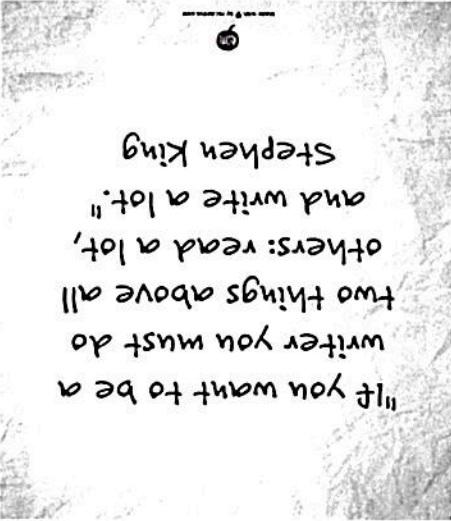 "If you want to be a
writer you must do
two things above all
others: read a lot,
and write a lot."
Stephen King